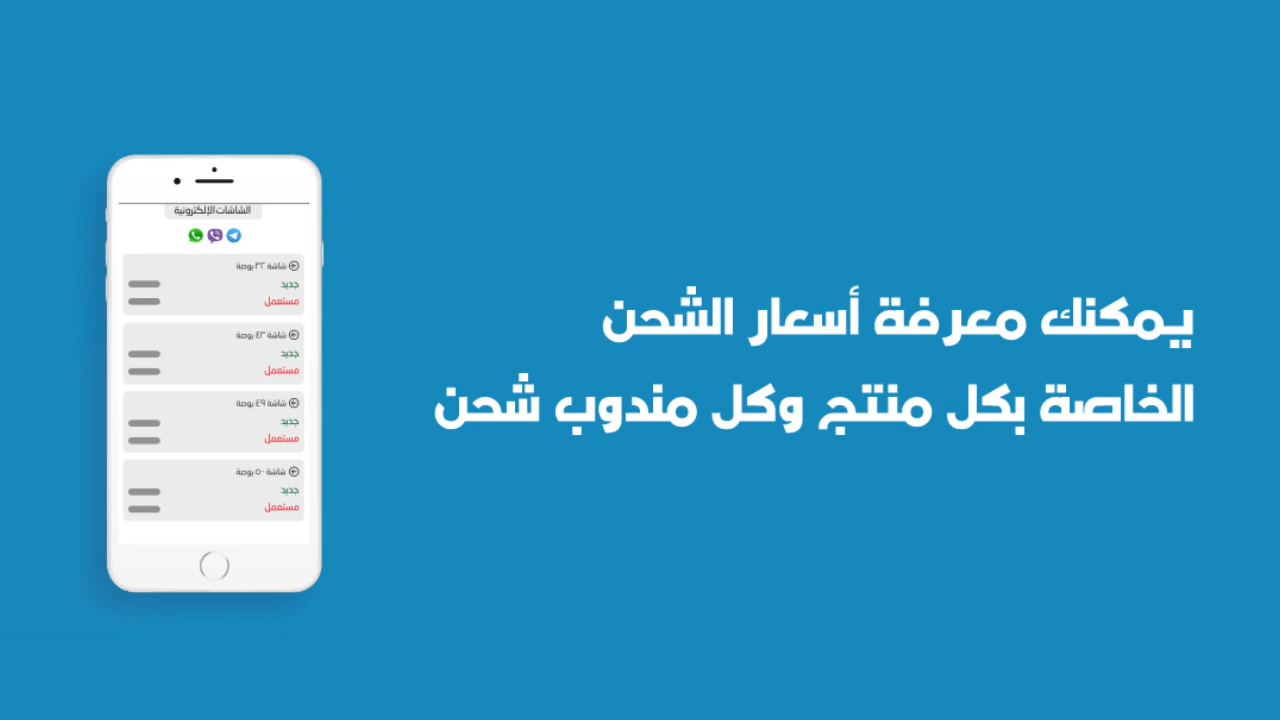 يمكنك معرفة أسعار الشحن
الخاصة بكل منتج وكل مندوب شحن
الشاشات الإلكترونية
شاشة ٣٢ بوصة
جديد
مستعمل
شاشة ٤٣ بوصة
جديد
مستعمل
شاشة ٤٩ بوصة
جديد
مستعمل
شاشة ٥٠ بوصة
جديد
مستعمل